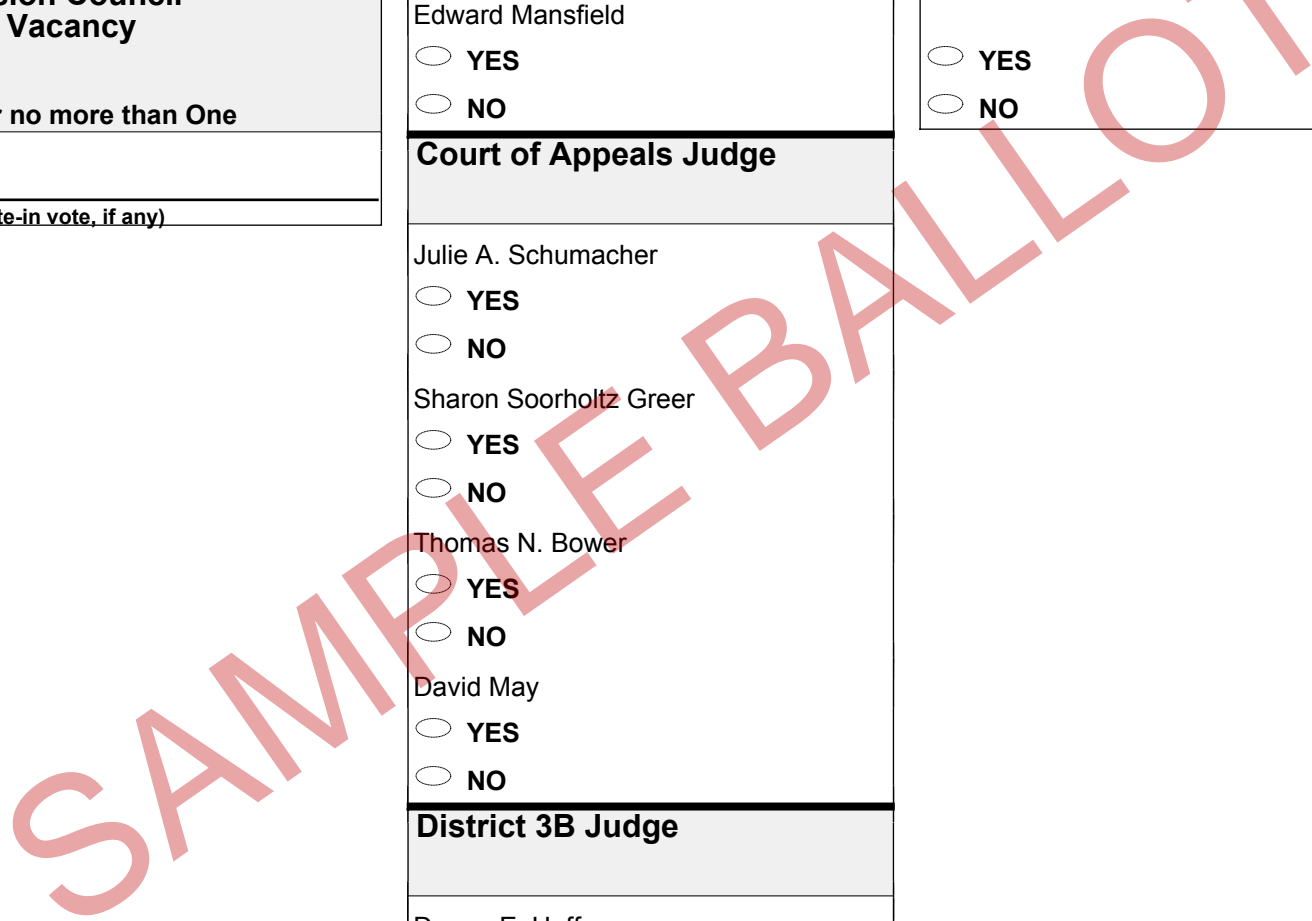 Vacancy
no more than One
vote, if any)
Edward Mansfield
YES
NO
Court of Appeals Judge
Julie A. Schumacher
YES
NO
Sharon Soorholtz Greer
YES
NO
Thomas N. Bower
YES
NO
David May
YES
NO
District 3B Judge
YES
NO
SAMPLE BALLOT